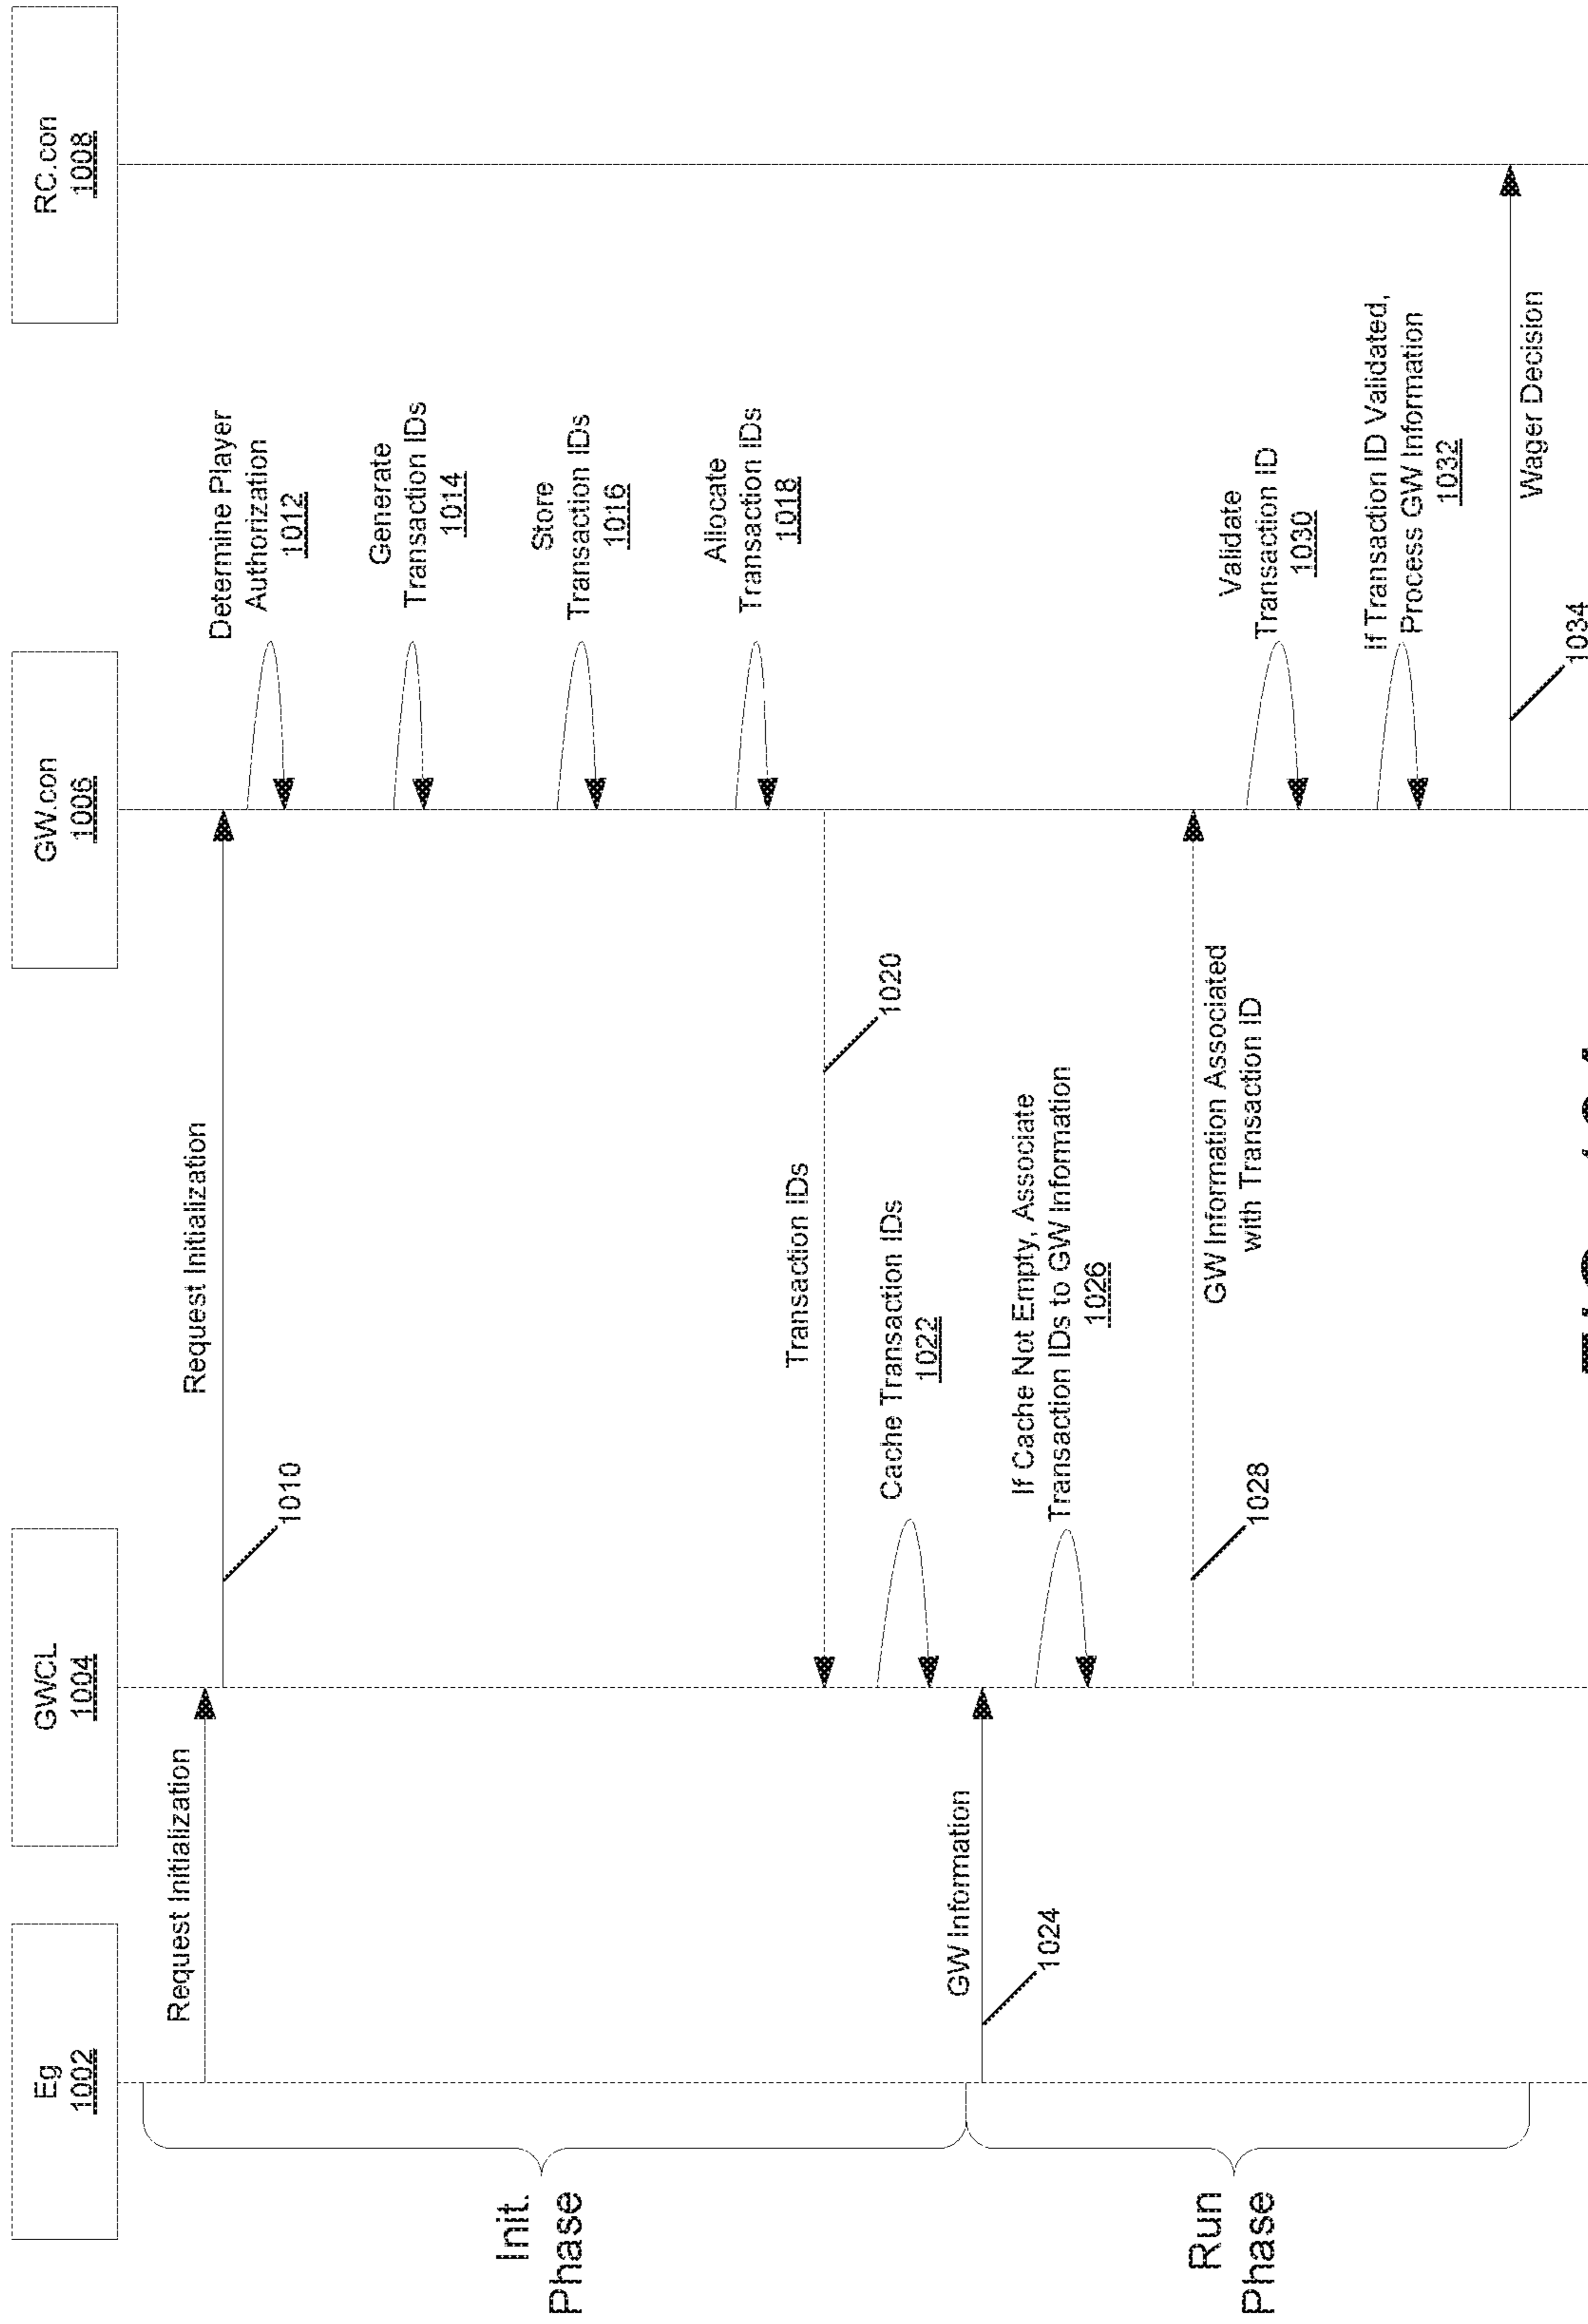 Eg
1002
GWCL
1004
GW.con
1006
RC.con
1008
Init.
Phase
Request Initialization
Request Initialization
1010
Determine Player
Authorization
1012
Generate
Transaction IDs
1014
Store
Transaction IDs
1016
Allocate
Transaction IDs
1018
Transaction IDs
1020
Cache Transaction IDs
1022
Run
Phase
GW Information
1024
If Cache Not Empty, Associate
Transaction IDs to GW Information
1026
GW Information Associated
with Transaction ID
1028
Validate
Transaction ID
1030
If Transaction ID Validated,
Process GW Information
1032
Wager Decision
1034